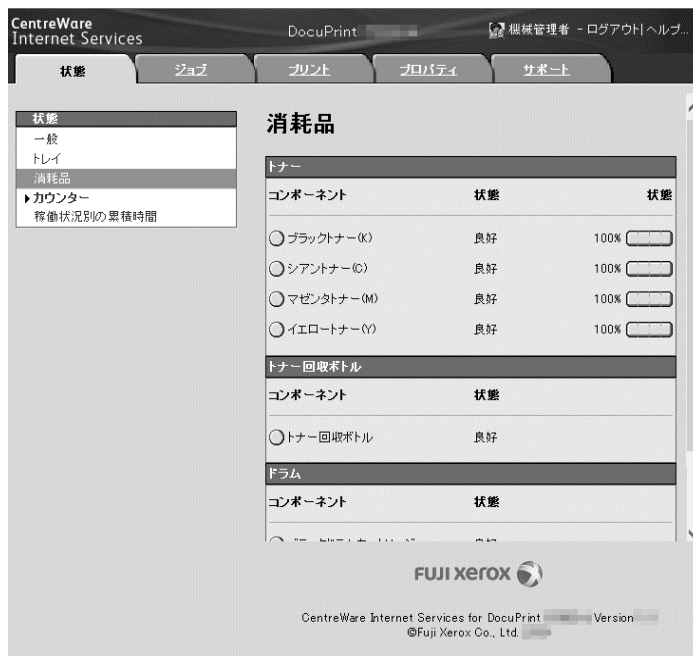 CentreWare
Internet Services
DocuPrint
機械管理者 - ログアウト| ヘルプ...
状態
ジョブ
プリント
プロパティ
サポート
状態
一般
トレイ
消耗品
カウンター
稼働状況別の累積時間
消耗品
トナー
コンポーネント 状態 状態
ブラックトナー(K) 良好 100%
シアントナー(C) 良好 100%
マゼンタトナー(M) 良好 100%
イエロートナー(Y) 良好 100%
トナー回収ボトル
コンポーネント 状態
トナー回収ボトル 良好
ドラム
コンポーネント 状態
FUJI XEROX
CentreWare Internet Services for DocuPrint Version
©Fuji Xerox Co., Ltd.